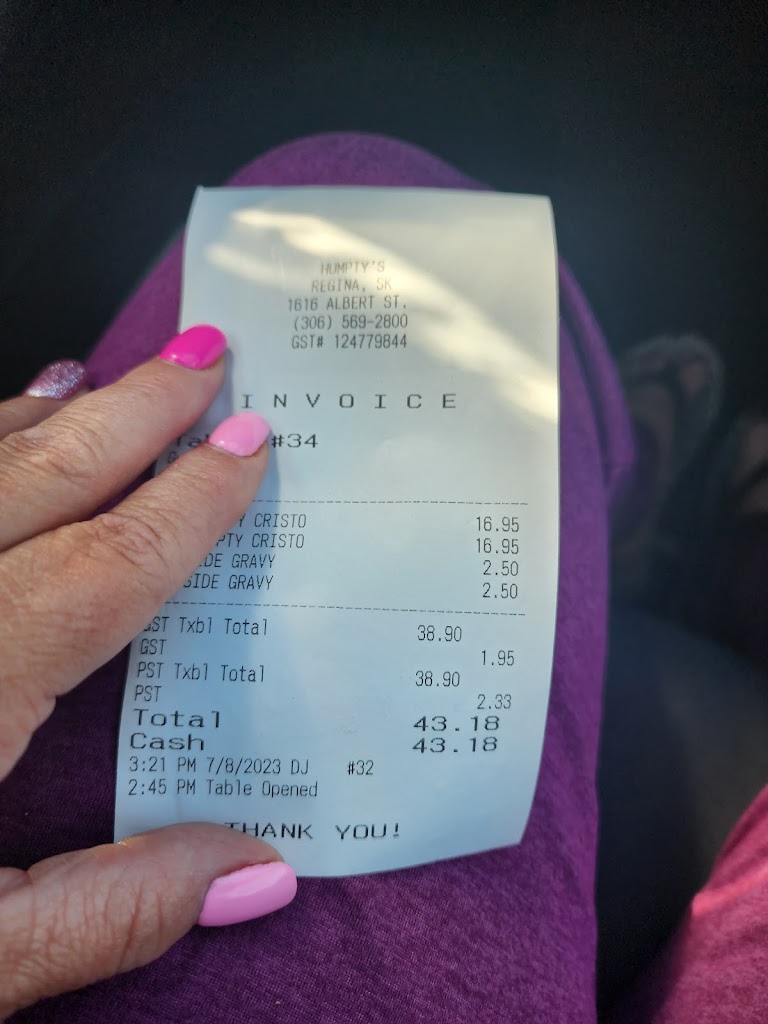 HUMPTY'S
REGINA, SK
1616 ALBERT ST.
(306) 569-2800
GST# 124779844
INVOICE
#34
CRISTO 16.95
CRISTO 16.95
GRAVY 2.50
SIDE GRAVY 2.50
GST Txbl Total 38.90
GST 1.95
PST Txbl Total 38.90
PST 2.33
Total 43.18
Cash 43.18
3:21 PM 7/8/2023 DJ #32
2:45 PM Table Opened
THANK YOU!